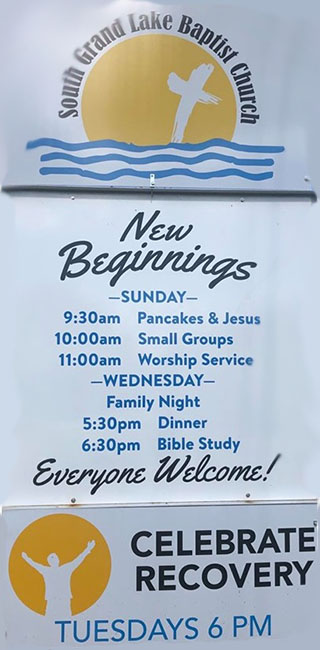 South Grand Lake Baptist Church
New
Beginnings
—SUNDAY—
9:30am Pancakes & Jesus
10:00am Small Groups
11:00am Worship Service
—WEDNESDAY—
Family Night
5:30pm Dinner
6:30pm Bible Study
Everyone Welcome!
CELEBRATE
RECOVERY
TUESDAYS 6 PM